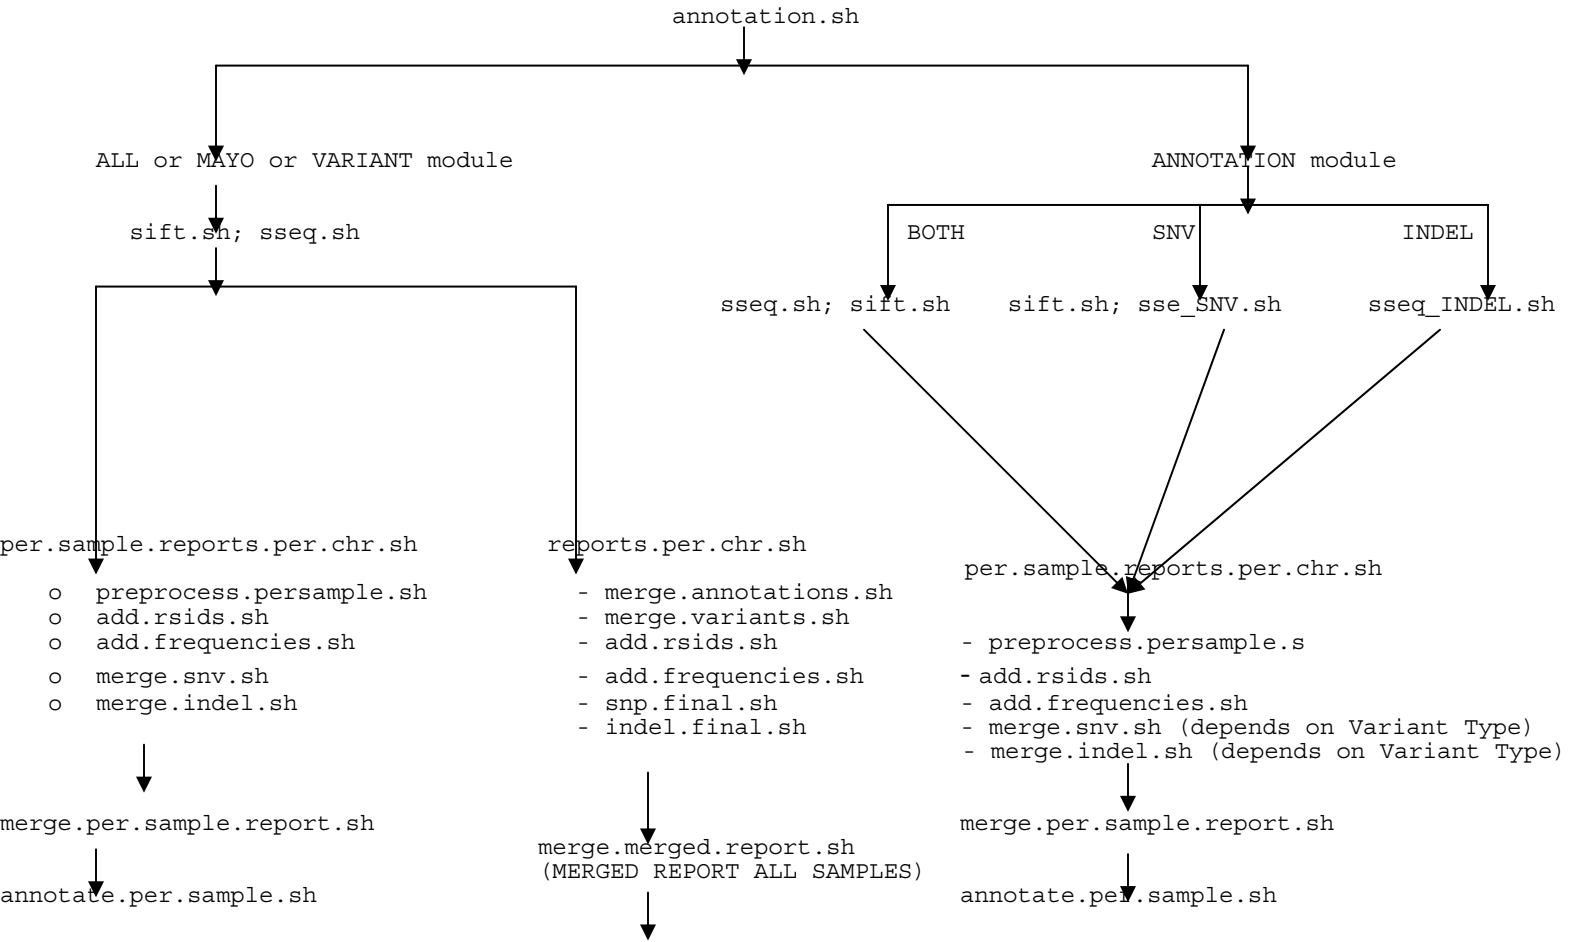 annotation.sh
ALL or MAYO or VARIANT module
ANNOTATION module
sift.sh; sseq.sh
BOTH
SNV
INDEL
sseq.sh; sift.sh
sift.sh; sse_SNV.sh
sseq_INDEL.sh
per.sample.reports.per.chr.sh
o preprocess.persample.sh
o add.rsids.sh
o add.frequencies.sh
o merge.snv.sh
o merge.indel.sh
merge.per.sample.report.sh
annotate.per.sample.sh
reports.per.chr.sh
- merge.annotations.sh
- merge.variants.sh
- add.rsids.sh
- add.frequencies.sh
- snp.final.sh
- indel.final.sh
merge.merged.report.sh
(MERGED REPORT ALL SAMPLES)
per.sample.reports.per.chr.sh
- preprocess.persample.s
- add.rsids.sh
- add.frequencies.sh
- merge.snv.sh (depends on Variant Type)
- merge.indel.sh (depends on Variant Type)
merge.per.sample.report.sh
annotate.per.sample.sh